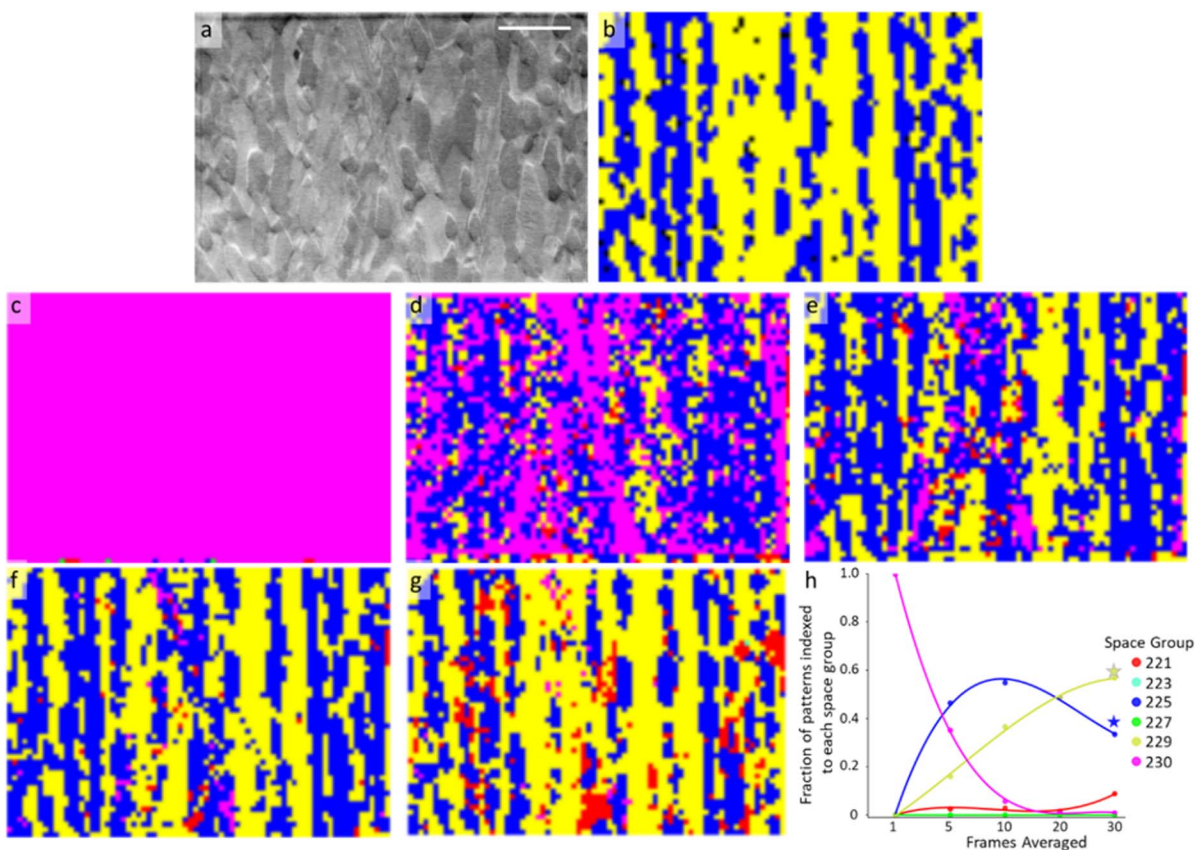 a
b
c
d
e
f
g
h
Fraction of patterns indexed
to each space group
1.0
0.8
0.6
0.4
0.2
0
1
5
10
20
30
Frames Averaged
Space Group
221
223
225
227
229
230